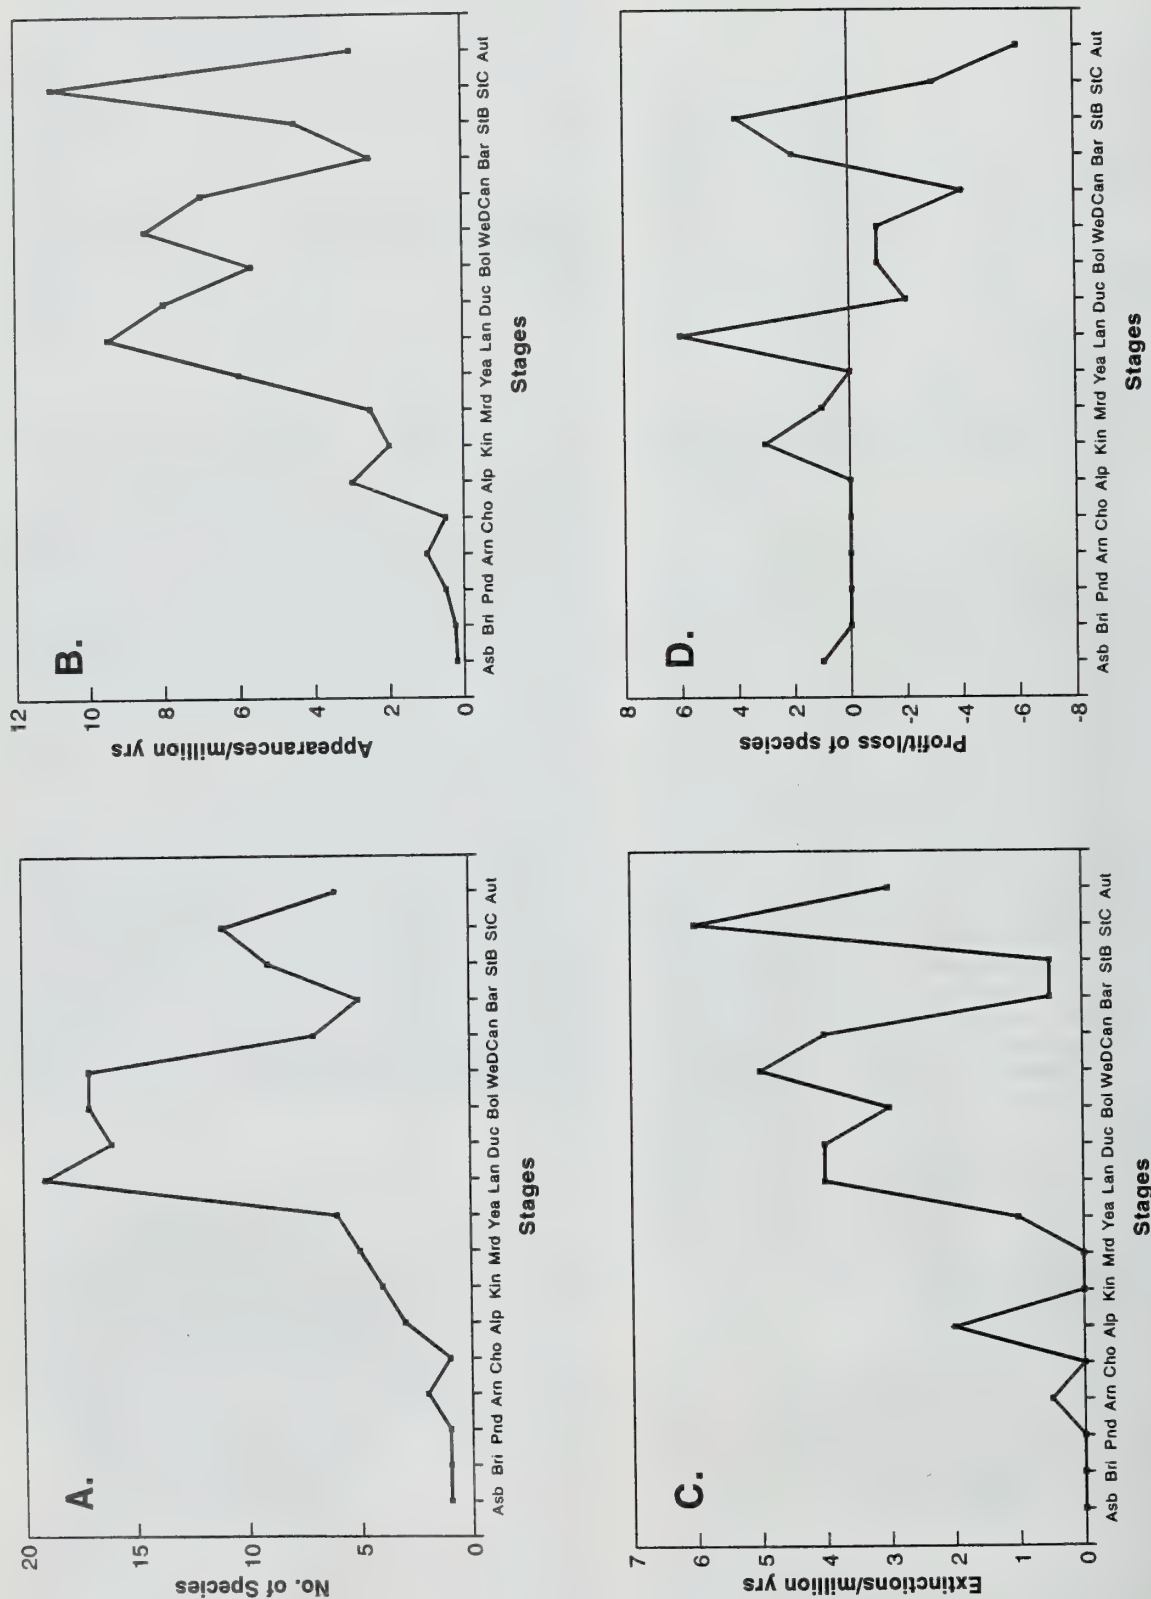 A.
No. of Species
20
15
10
5
0
Asb Bri Pnd Arn Cho Alp Kin Mrd Yea Lan Duc Bol WeDCan Bar StB StC Aut
Stages
B.
Appearances/million yrs
12
10
8
6
4
2
0
Asb Bri Pnd Arn Cho Alp Kin Mrd Yea Lan Duc Bol WeDCan Bar StB StC Aut
Stages
C.
Extinctions/million yrs
7
6
5
4
3
2
1
0
Asb Bri Pnd Arn Cho Alp Kin Mrd Yea Lan Duc Bol WeDCan Bar StB StC Aut
Stages
D.
Profit/loss of species
8
6
4
2
0
-2
-4
-6
-8
Asb Bri Pnd Arn Cho Alp Kin Mrd Yea Lan Duc Bol WeDCan Bar StB StC Aut
Stages